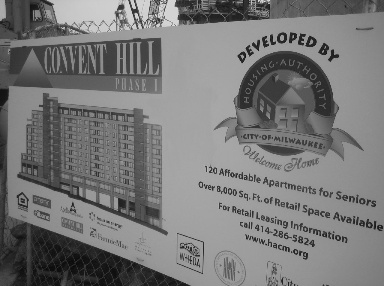 CONVENT HILL
PHASE 1
DEVELOPED BY
HOUSING·AUTHORITY
·CITY·OF·MILWAUKEE·
Welcome Home
120 Affordable Apartments for Seniors
Over 8,000 Sq. Ft. of Retail Space Available
For Retail Leasing Information
call 414-286-5824
www.hacm.org
FannieMae
WHEDA